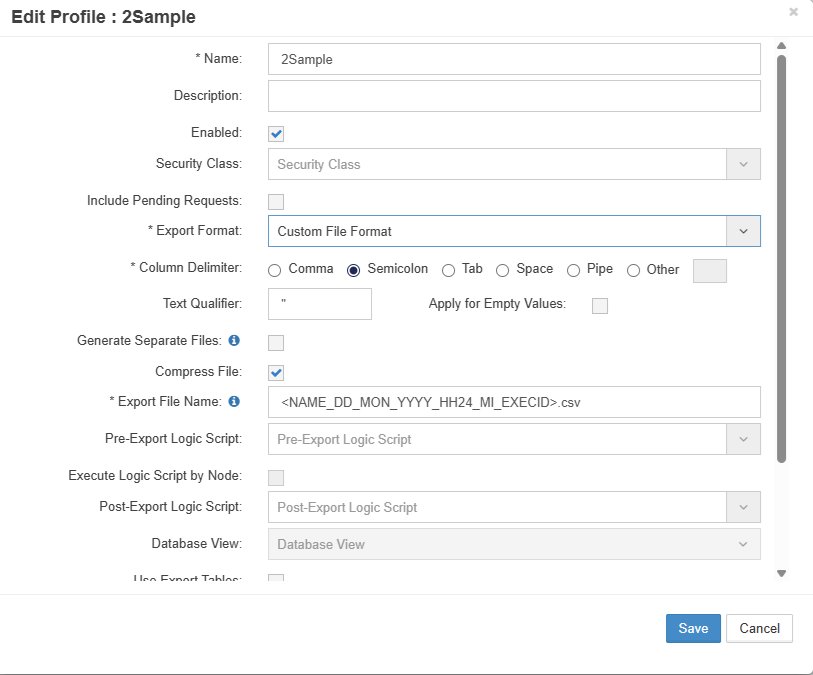 Edit Profile : 2Sample
* Name: 2Sample
Description:
Enabled:
Security Class: Security Class
Include Pending Requests:
* Export Format: Custom File Format
* Column Delimiter: Comma Semicolon Tab Space Pipe Other
Text Qualifier: " Apply for Empty Values:
Generate Separate Files:
Compress File:
* Export File Name: <NAME_DD_MON_YYYY_HH24_MI_EXECID>.csv
Pre-Export Logic Script: Pre-Export Logic Script
Execute Logic Script by Node:
Post-Export Logic Script: Post-Export Logic Script
Database View: Database View
Use Export Tables:
Save Cancel